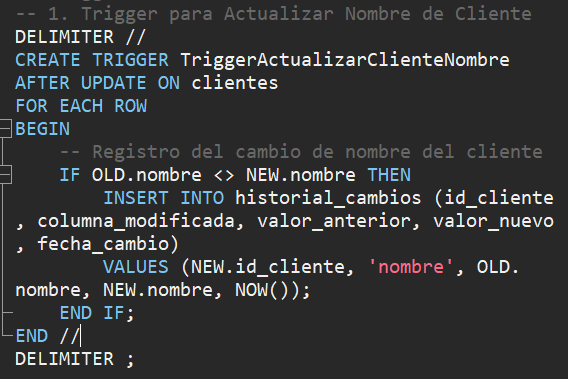 -- 1. Trigger para Actualizar Nombre de Cliente
DELIMITER //
CREATE TRIGGER TriggerActualizarClienteNombre
AFTER UPDATE ON clientes
FOR EACH ROW
BEGIN
-- Registro del cambio de nombre del cliente
IF OLD.nombre <> NEW.nombre THEN
INSERT INTO historial_cambios (id_cliente
, columna_modificada, valor_anterior, valor_nuevo
, fecha_cambio)
VALUES (NEW.id_cliente, 'nombre', OLD.
nombre, NEW.nombre, NOW());
END IF;
END //
DELIMITER ;